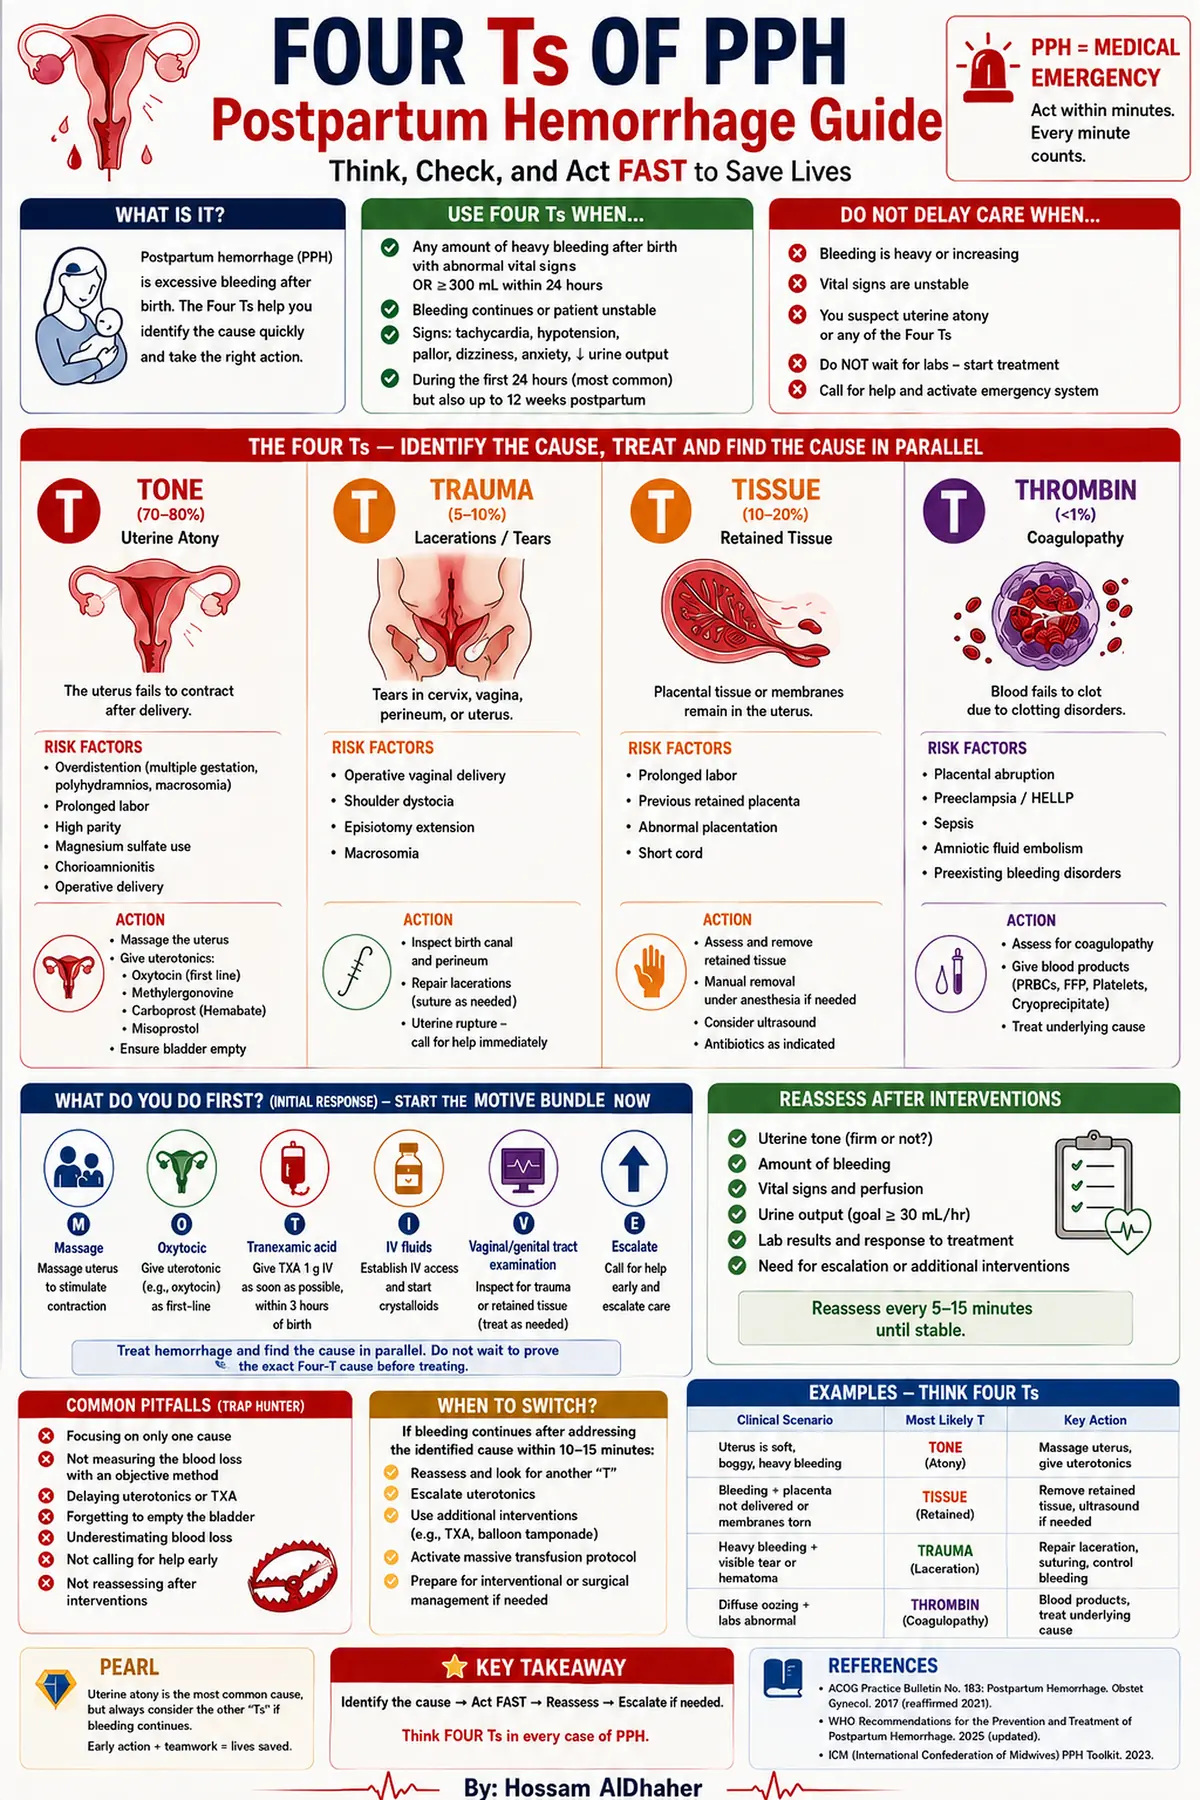 FOUR Ts OF PPH
Postpartum Hemorrhage Guide
Think, Check, and Act FAST to Save Lives
PPH = MEDICAL
EMERGENCY
Act within minutes.
Every minute
counts.
WHAT IS IT?
Postpartum hemorrhage (PPH)
is excessive bleeding after
birth. The Four Ts help you
identify the cause quickly
and take the right action.
USE FOUR Ts WHEN...
Any amount of heavy bleeding after birth
with abnormal vital signs
OR ≥ 300 mL within 24 hours
Bleeding continues or patient unstable
Signs: tachycardia, hypotension,
pallor, dizziness, anxiety, ↓ urine output
During the first 24 hours (most common)
but also up to 12 weeks postpartum
DO NOT DELAY CARE WHEN...
Bleeding is heavy or increasing
Vital signs are unstable
You suspect uterine atony
or any of the Four Ts
Do NOT wait for labs – start treatment
Call for help and activate emergency system
THE FOUR Ts — IDENTIFY THE CAUSE, TREAT AND FIND THE CAUSE IN PARALLEL
T
TONE
(70–80%)
Uterine Atony
The uterus fails to contract
after delivery.
RISK FACTORS
• Overdistention (multiple gestation,
polyhydramnios, macrosomia)
• Prolonged labor
• High parity
• Magnesium sulfate use
• Chorioamnionitis
• Operative delivery
ACTION
• Massage the uterus
• Give uterotonics:
• Oxytocin (first line)
• Methylergonovine
• Carboprost (Hemabate)
• Misoprostol
• Ensure bladder empty
T
TRAUMA
(5–10%)
Lacerations / Tears
Tears in cervix, vagina,
perineum, or uterus.
RISK FACTORS
• Operative vaginal delivery
• Shoulder dystocia
• Episiotomy extension
• Macrosomia
ACTION
• Inspect birth canal
and perineum
• Repair lacerations
(suture as needed)
• Uterine rupture –
call for help immediately
T
TISSUE
(10–20%)
Retained Tissue
Placental tissue or membranes
remain in the uterus.
RISK FACTORS
• Prolonged labor
• Previous retained placenta
• Abnormal placentation
• Short cord
ACTION
• Assess and remove
retained tissue
• Manual removal
under anesthesia if needed
• Consider ultrasound
• Antibiotics as indicated
T
THROMBIN
(<1%)
Coagulopathy
Blood fails to clot
due to clotting disorders.
RISK FACTORS
• Placental abruption
• Preeclampsia / HELLP
• Sepsis
• Amniotic fluid embolism
• Preexisting bleeding disorders
ACTION
• Assess for coagulopathy
• Give blood products
(PRBCs, FFP, Platelets,
Cryoprecipitate)
• Treat underlying cause
WHAT DO YOU DO FIRST? (INITIAL RESPONSE) – START THE MOTIVE BUNDLE NOW
M
Massage
Massage uterus
to stimulate
contraction
O
Oxytocic
Give uterotonic
(e.g., oxytocin)
as first-line
T
Tranexamic acid
Give TXA 1 g IV
as soon as possible,
within 3 hours
of birth
I
IV fluids
Establish IV access
and start
crystalloids
V
Vaginal/genital tract
examination
Inspect for trauma
or retained tissue
(treat as needed)
E
Escalate
Call for help
early and
escalate care
Treat hemorrhage and find the cause in parallel. Do not wait to prove
the exact Four-T cause before treating.
REASSESS AFTER INTERVENTIONS
Uterine tone (firm or not?)
Amount of bleeding
Vital signs and perfusion
Urine output (goal ≥ 30 mL/hr)
Lab results and response to treatment
Need for escalation or additional interventions
Reassess every 5–15 minutes
until stable.
COMMON PITFALLS (TRAP HUNTER)
Focusing on only one cause
Not measuring the blood loss
with an objective method
Delaying uterotonics or TXA
Forgetting to empty the bladder
Underestimating blood loss
Not calling for help early
Not reassessing after
interventions
WHEN TO SWITCH?
If bleeding continues after addressing
the identified cause within 10–15 minutes:
Reassess and look for another “T”
Escalate uterotonics
Use additional interventions
(e.g., TXA, balloon tamponade)
Activate massive transfusion protocol
Prepare for interventional or surgical
management if needed
EXAMPLES – THINK FOUR Ts
Clinical Scenario Most Likely T Key Action
Uterus is soft,
boggy, heavy bleeding
TONE
(Atony)
Massage uterus,
give uterotonics
Bleeding + placenta
not delivered or
membranes torn
TISSUE
(Retained)
Remove retained
tissue, ultrasound
if needed
Heavy bleeding +
visible tear or
hematoma
TRAUMA
(Laceration)
Repair laceration,
suturing, control
bleeding
Diffuse oozing +
labs abnormal
THROMBIN
(Coagulopathy)
Blood products,
treat underlying
cause
PEARL
Uterine atony is the most common cause,
but always consider the other “Ts” if
bleeding continues.
Early action + teamwork = lives saved.
KEY TAKEAWAY
Identify the cause → Act FAST → Reassess → Escalate if needed.
Think FOUR Ts in every case of PPH.
REFERENCES
• ACOG Practice Bulletin No. 183: Postpartum Hemorrhage. Obstet
Gynecol. 2017 (reaffirmed 2021).
• WHO Recommendations for the Prevention and Treatment of
Postpartum Hemorrhage. 2025 (updated).
• ICM (International Confederation of Midwives) PPH Toolkit. 2023.
By: Hossam AlDhaher